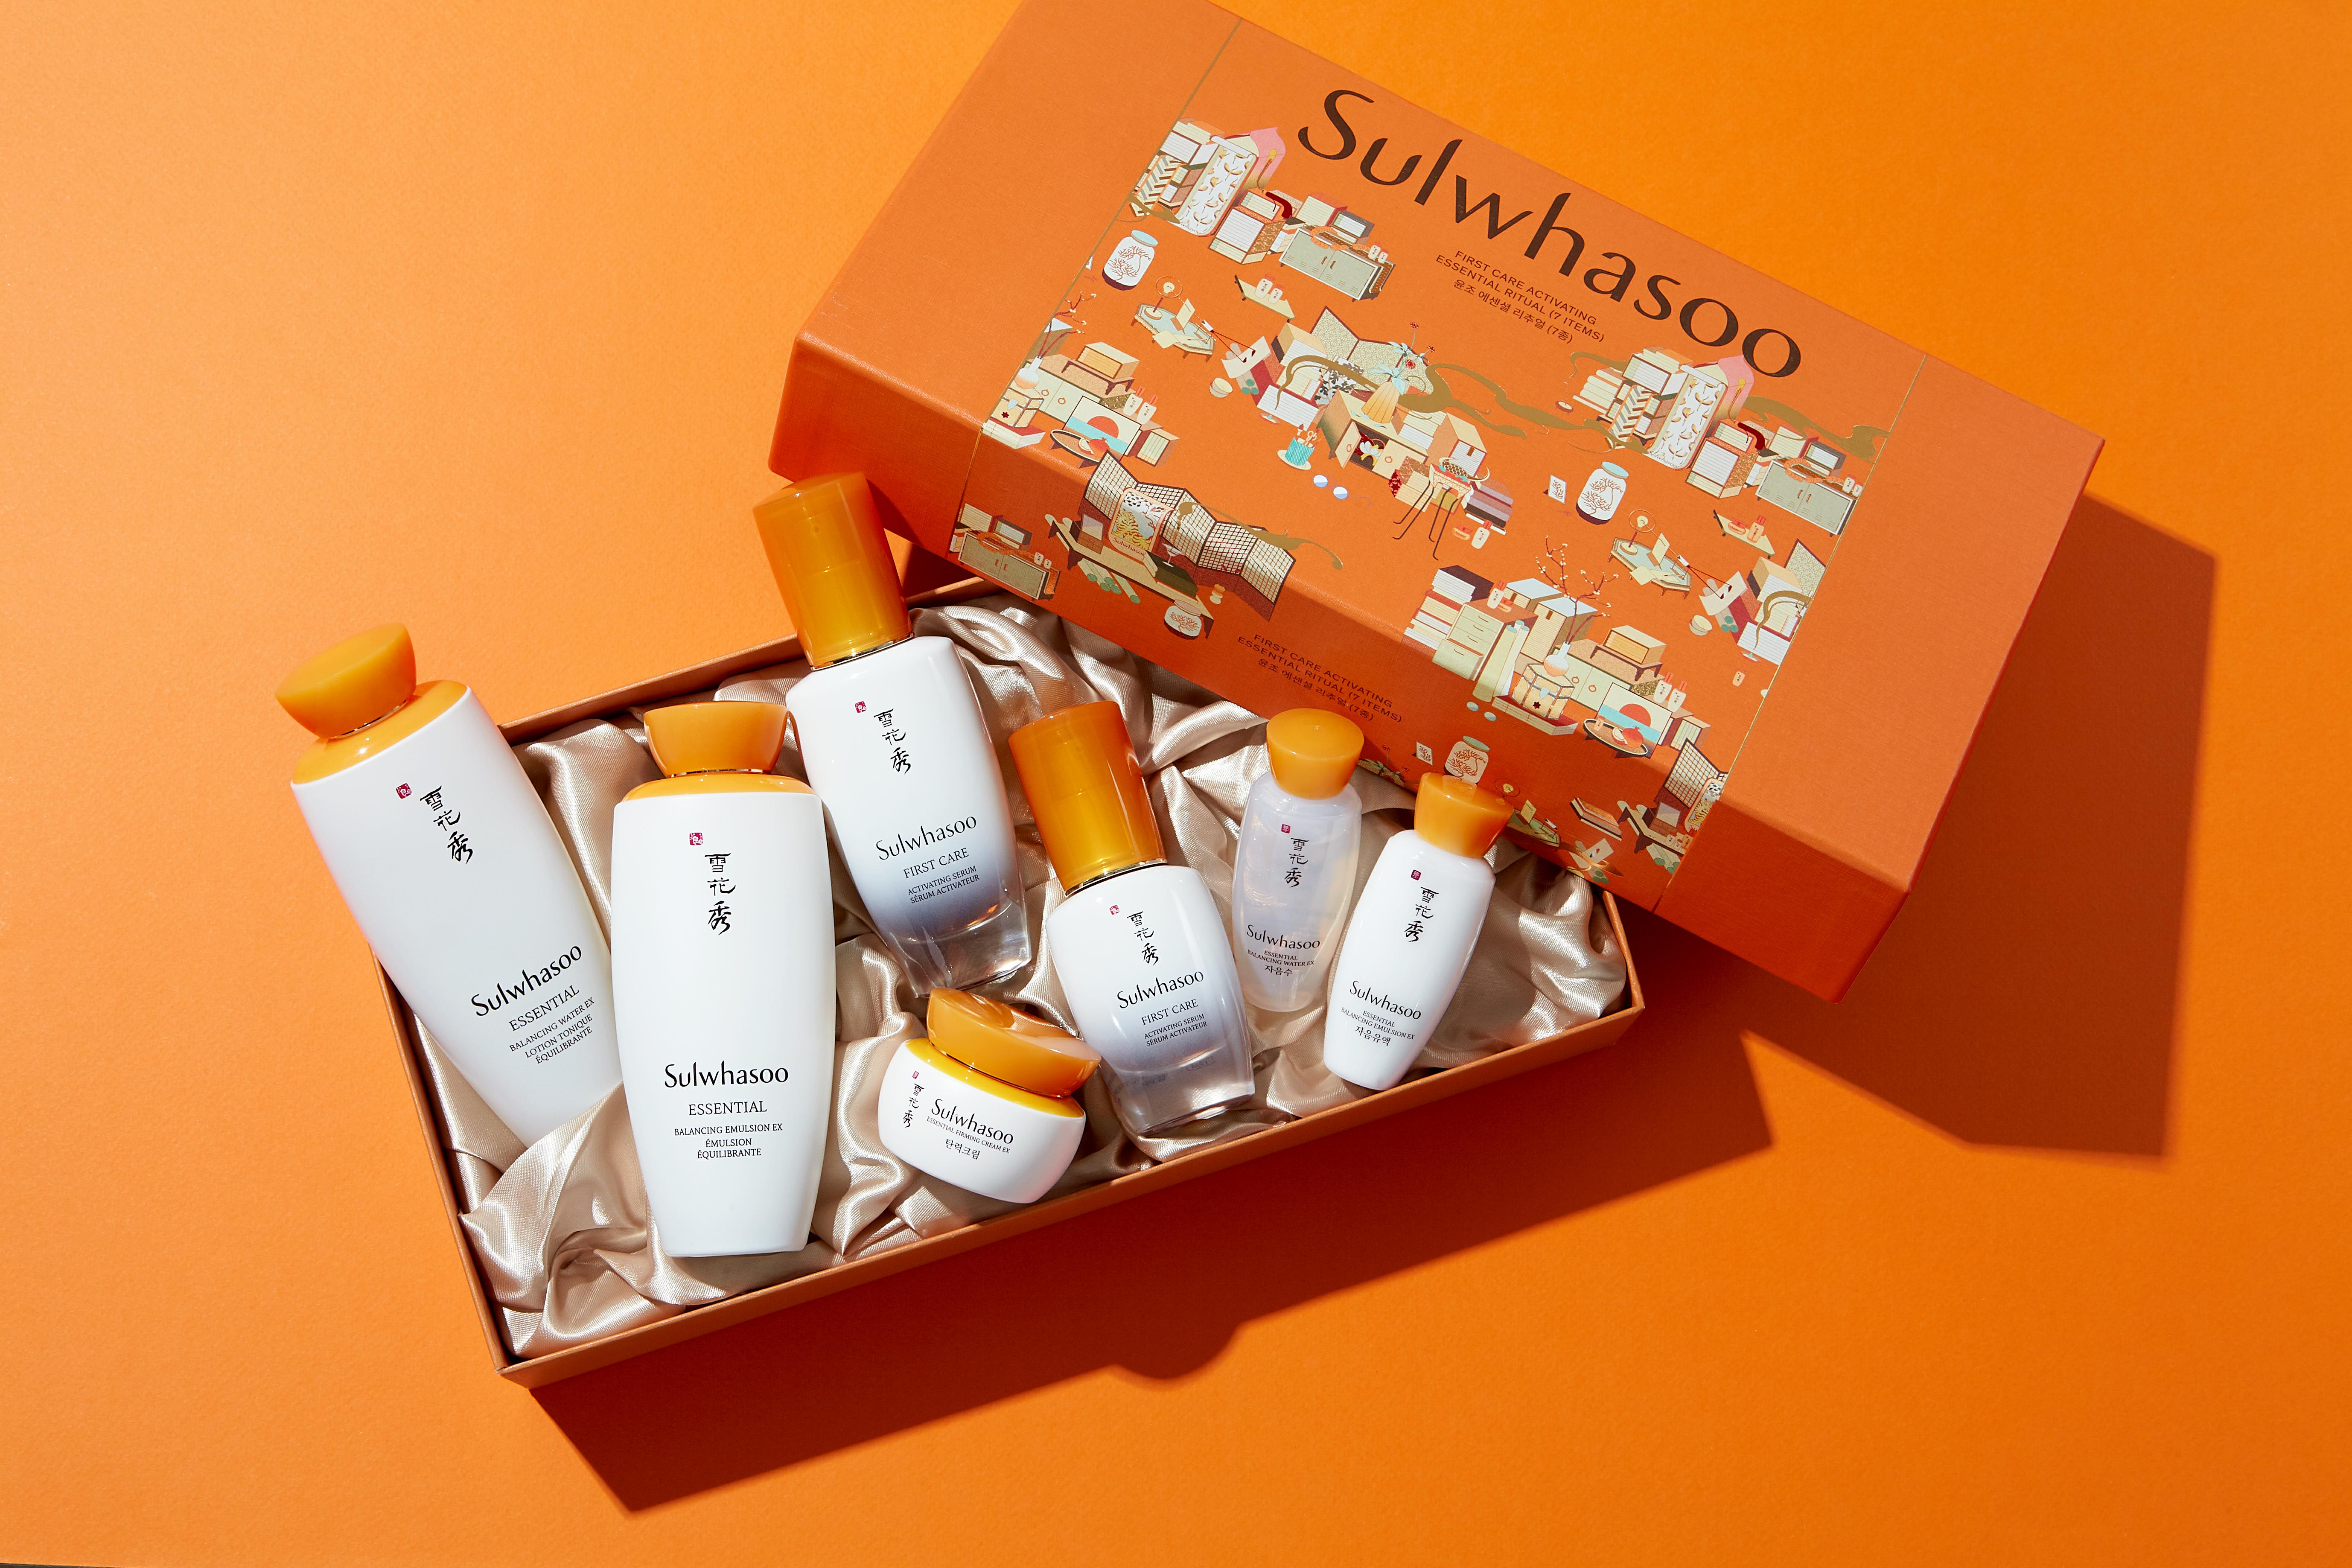 Sulwhasoo
FIRST CARE ACTIVATING
ESSENTIAL RITUAL (7 ITEMS)
윤조 에센셜 리추얼 (7종)
FIRST CARE ACTIVATING
ESSENTIAL RITUAL (7 ITEMS)
윤조 에센셜 리추얼 (7종)
雪
花
秀
Sulwhasoo
ESSENTIAL
BALANCING WATER EX
LOTION TONIQUE
ÉQUILIBRANTE
雪
花
秀
Sulwhasoo
ESSENTIAL
BALANCING EMULSION EX
ÉMULSION
ÉQUILIBRANTE
雪
花
秀
Sulwhasoo
FIRST CARE
ACTIVATING SERUM
SÉRUM ACTIVATEUR
雪
花
秀
Sulwhasoo
ESSENTIAL FIRMING CREAM EX
탄력크림
雪
花
秀
Sulwhasoo
FIRST CARE
ACTIVATING SERUM
SÉRUM ACTIVATEUR
雪
花
秀
Sulwhasoo
ESSENTIAL
BALANCING WATER EX
자음수
雪
花
秀
Sulwhasoo
ESSENTIAL
BALANCING EMULSION EX
자음유액